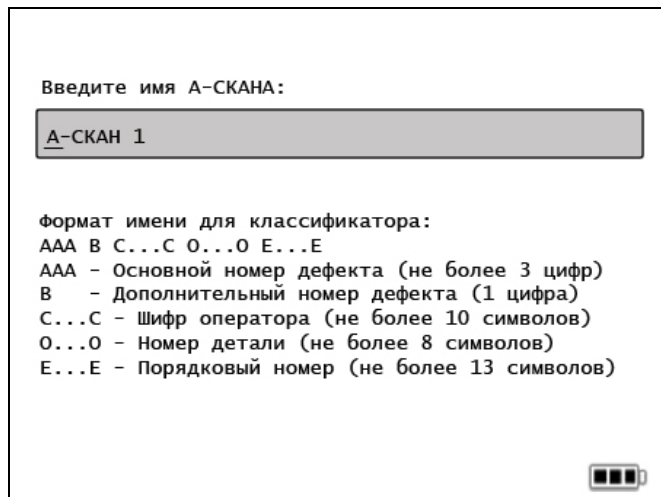 Введите имя А-СКАНА:
А-СКАН 1
Формат имени для классификатора:
ААА В С...С О...О Е...Е
ААА - Основной номер дефекта (не более 3 цифр)
В - Дополнительный номер дефекта (1 цифра)
С...С - Шифр оператора (не более 10 символов)
О...О - Номер детали (не более 8 символов)
Е...Е - Порядковый номер (не более 13 символов)